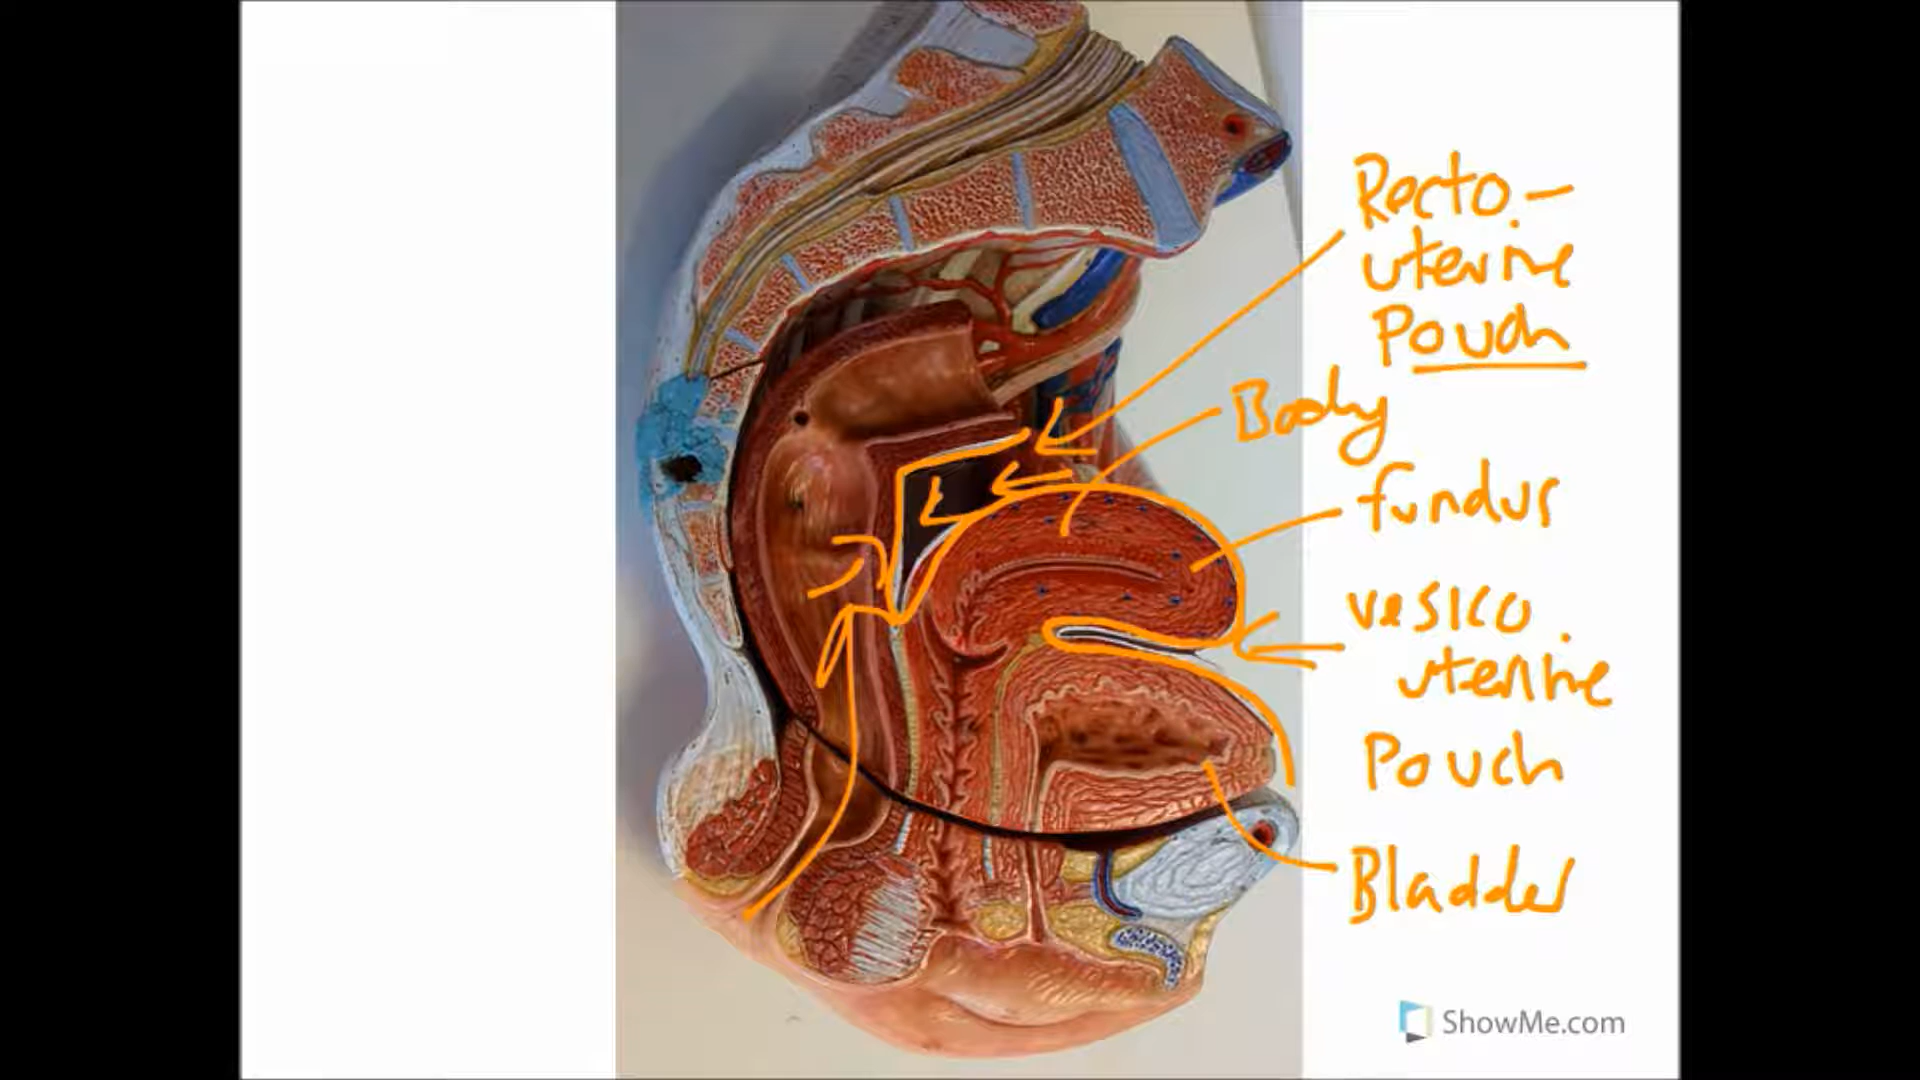 Recto-
uterine
Pouch
Body
fundus
vesico
uterine
Pouch
Bladder
ShowMe.com